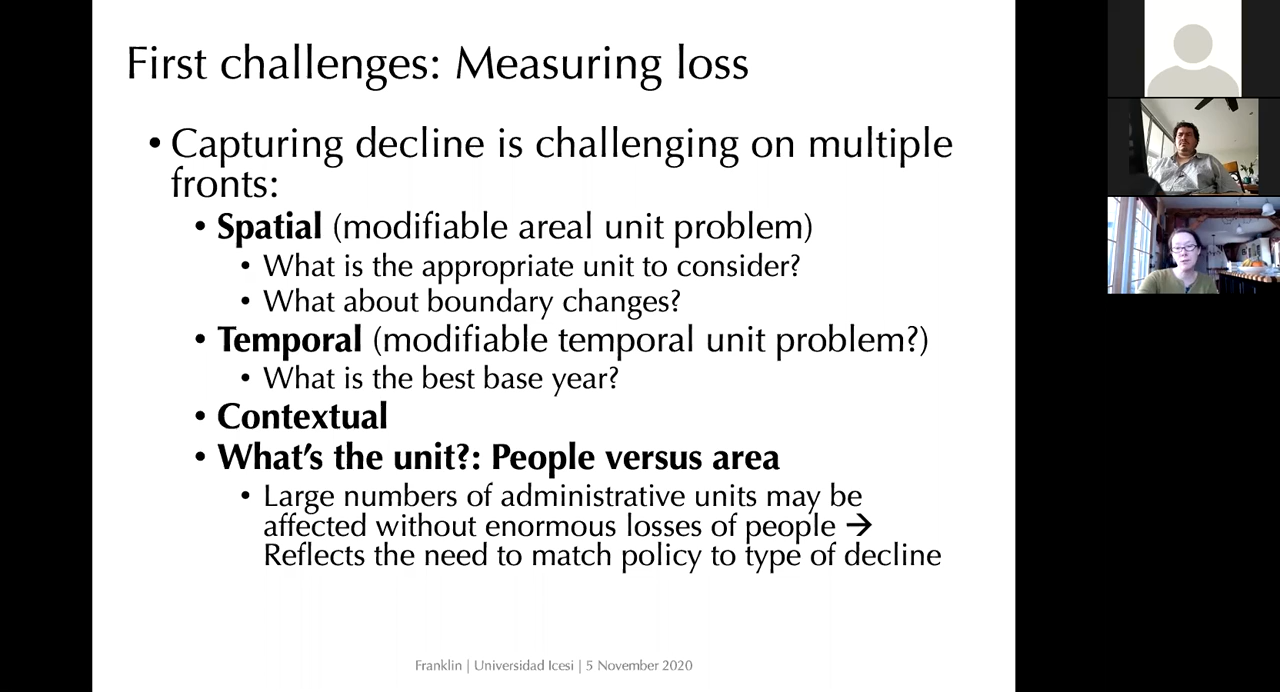 First challenges: Measuring loss
• Capturing decline is challenging on multiple
fronts:
• Spatial (modifiable areal unit problem)
• What is the appropriate unit to consider?
• What about boundary changes?
• Temporal (modifiable temporal unit problem?)
• What is the best base year?
• Contextual
• What’s the unit?: People versus area
• Large numbers of administrative units may be
affected without enormous losses of people →
Reflects the need to match policy to type of decline
Franklin | Universidad Icesi | 5 November 2020